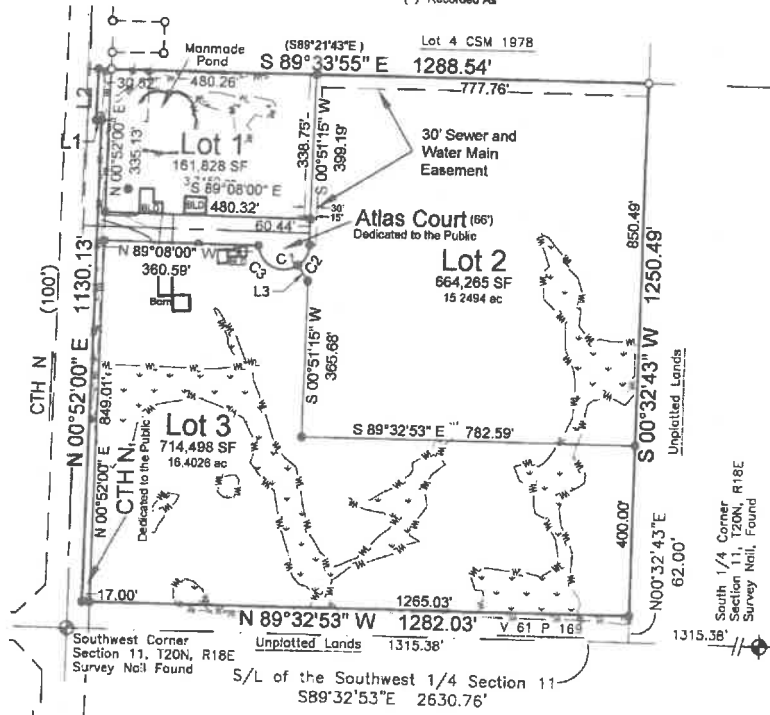 (S89°21'43"E )
Lot 4 CSM 1978
S 89°33'55" E 1288.54'
Manmade
Pond
480.26'
777.76'
L2
L1
N 00°52'00" E
335.13'
Lot 1
161,828 SF
S 89°08'00" E
480.32'
338.75'
S 00°51'15" W
399.19'
30' Sewer and
Water Main
Easement
BLD
BLD
60.44'
30'
15'
Atlas Court (66')
Dedicated to the Public
N 89°08'00" W
360.59'
C3
C1
C2
L3
Barn
Lot 2
664,265 SF
15.2494 ac
850.49'
S 00°32'43" W 1250.49'
Unplatted Lands
CTH N (100')
N 00°52'00" E 1130.13'
N 00°52'00" E 849.01'
S 00°51'15" W
365.68'
S 89°32'53" E 782.59'
Lot 3
714,498 SF
16.4026 ac
CTH N
Dedicated to the Public
400.00'
N00°32'43"E
62.00'
South 1/4 Corner
Section 11, T20N, R18E
Survey Nail, Found
17.00'
1265.03'
N 89°32'53" W 1282.03'
V 61 P 169
Southwest Corner
Section 11, T20N, R18E
Survey Nail Found
Unplatted Lands
1315.38'
1315.38'
S/L of the Southwest 1/4 Section 11
S89°32'53"E 2630.76'